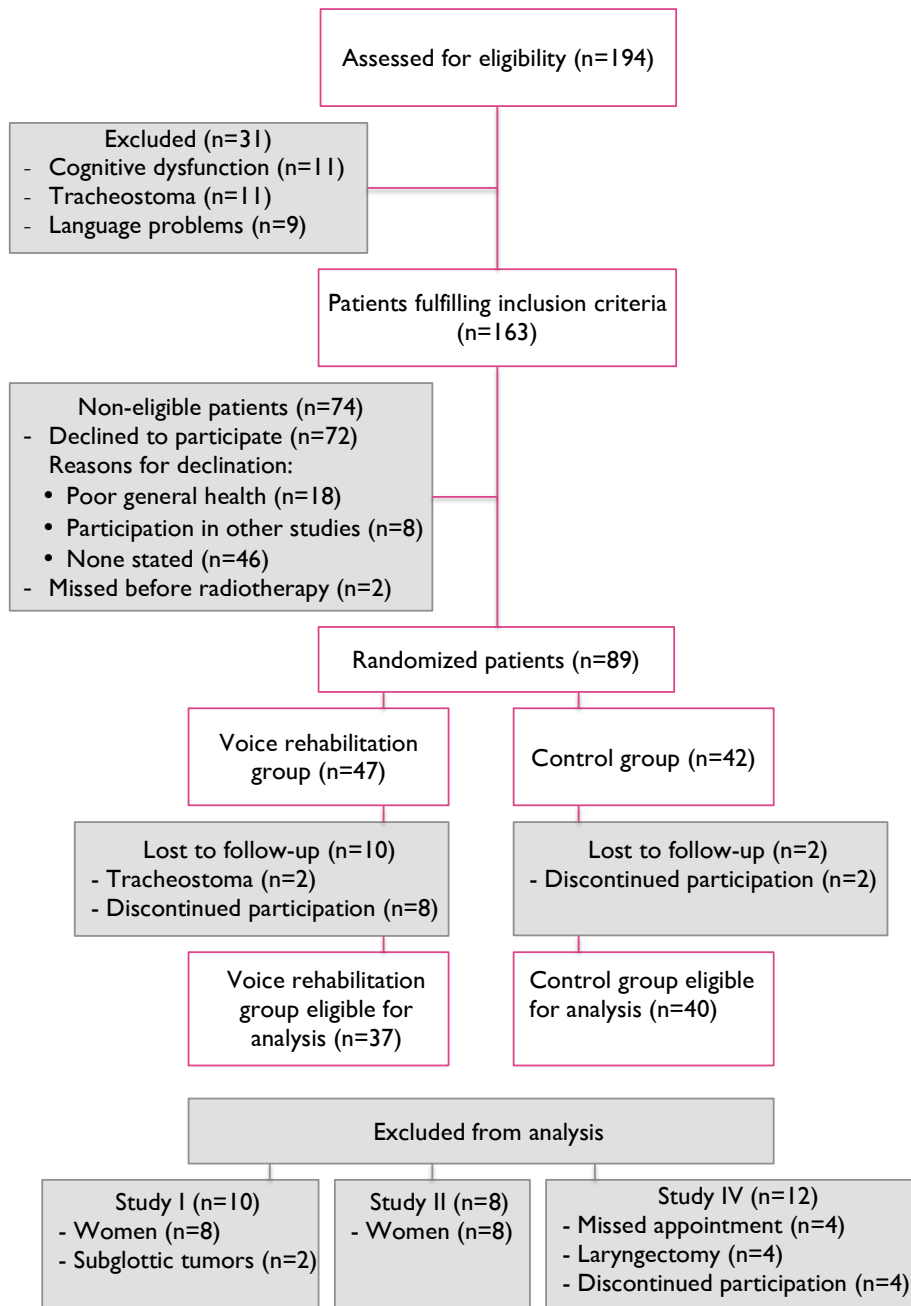 Assessed for eligibility (n=194)
Excluded (n=31)
- Cognitive dysfunction (n=11)
- Tracheostoma (n=11)
- Language problems (n=9)
Patients fulfilling inclusion criteria
(n=163)
Non-eligible patients (n=74)
- Declined to participate (n=72)
Reasons for declination:
• Poor general health (n=18)
• Participation in other studies (n=8)
• None stated (n=46)
- Missed before radiotherapy (n=2)
Randomized patients (n=89)
Voice rehabilitation
group (n=47)
Control group (n=42)
Lost to follow-up (n=10)
- Tracheostoma (n=2)
- Discontinued participation (n=8)
Lost to follow-up (n=2)
- Discontinued participation (n=2)
Voice rehabilitation
group eligible for
analysis (n=37)
Control group eligible
for analysis (n=40)
Excluded from analysis
Study I (n=10)
- Women (n=8)
- Subglottic tumors (n=2)
Study II (n=8)
- Women (n=8)
Study IV (n=12)
- Missed appointment (n=4)
- Laryngectomy (n=4)
- Discontinued participation (n=4)